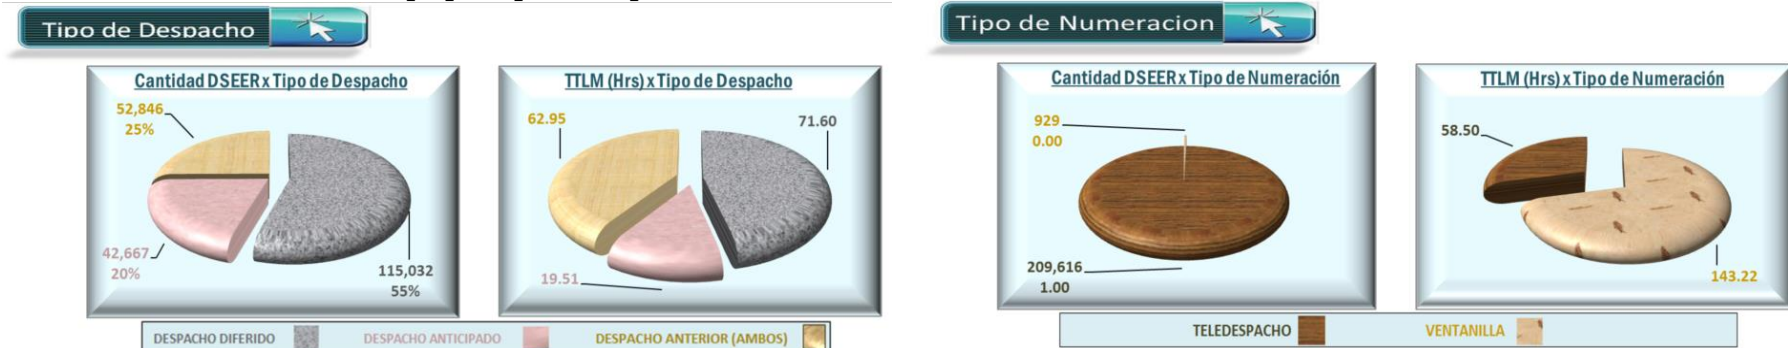 Tipo de Despacho
Cantidad DSEER x Tipo de Despacho
52,846
25%
42,667
20%
115,032
55%
TTLM (Hrs) x Tipo de Despacho
62.95
71.60
19.51
DESPACHO DIFERIDO
DESPACHO ANTICIPADO
DESPACHO ANTERIOR (AMBOS)
Tipo de Numeracion
Cantidad DSEER x Tipo de Numeración
929
0.00
209,616
1.00
TTLM (Hrs) x Tipo de Numeración
58.50
143.22
TELEDESPACHO
VENTANILLA